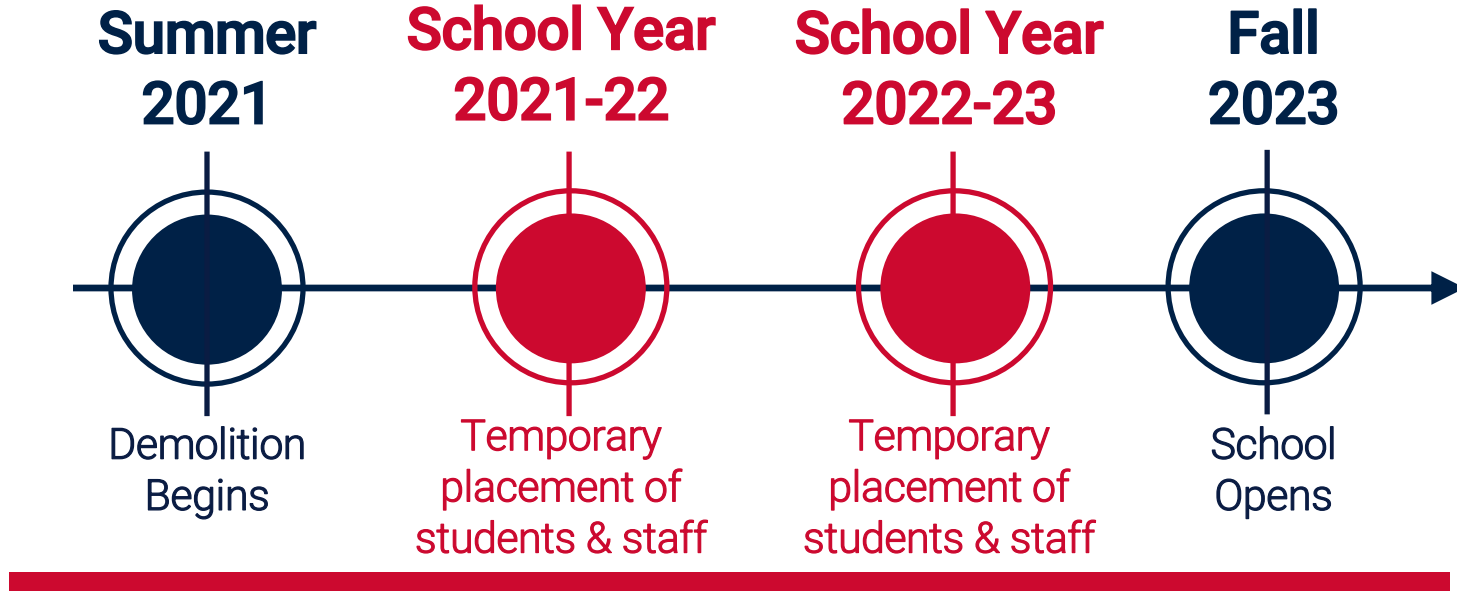 Summer
2021
Demolition
Begins
School Year
2021-22
Temporary
placement of
students & staff
School Year
2022-23
Temporary
placement of
students & staff
Fall
2023
School
Opens